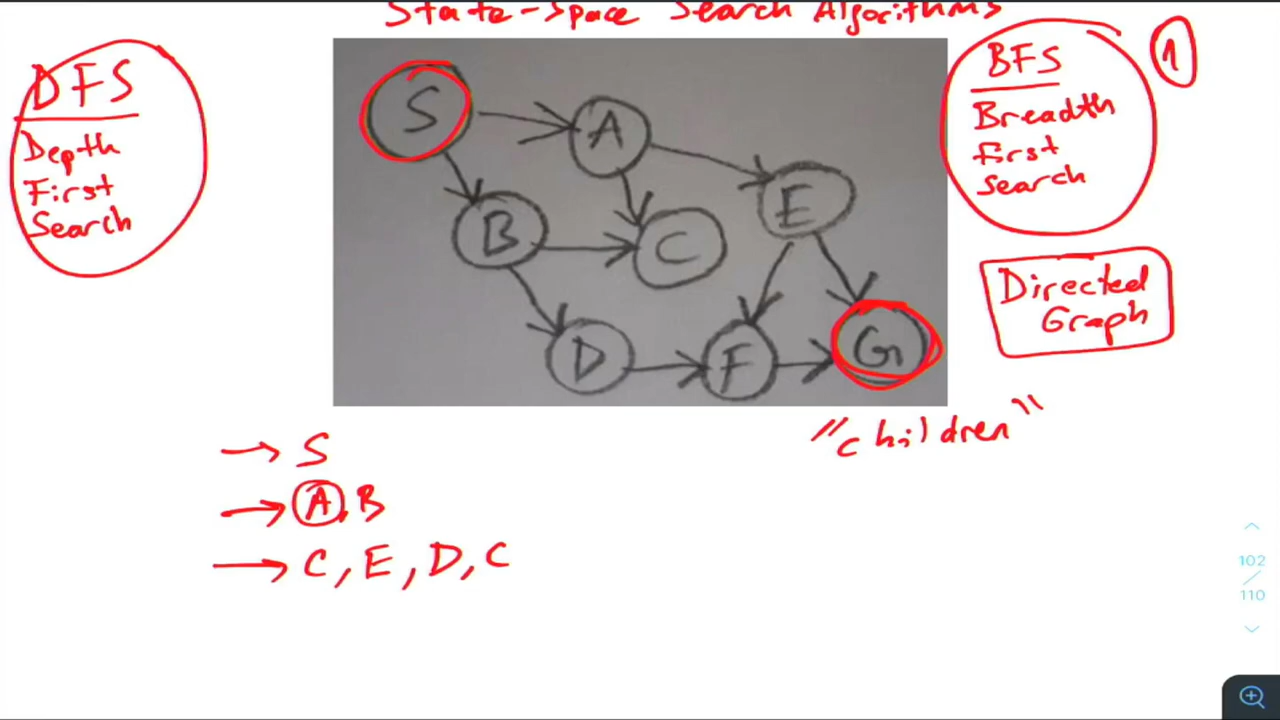 State-Space Search Algorithms
DFS
Depth
First
Search
BFS
Breadth
first
Search
1
Directed
Graph
S
A
E
B
C
D
F
G
"children"
→ S
→ A, B
→ C, E, D, C
102
/
110